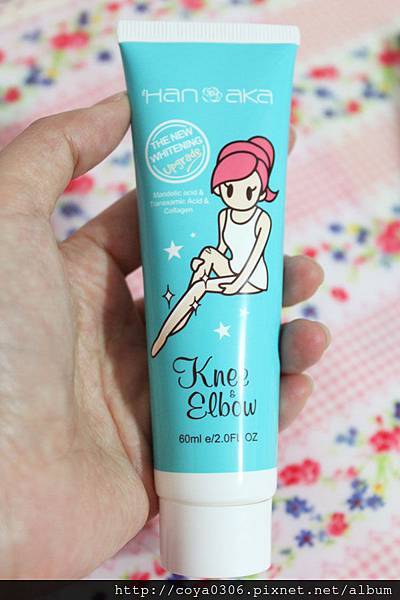 Han aka
THE NEW
WHITENING
Upgrade
Mandelic acid &
Tranexamic Acid &
Collagen
Knee
&
Elbow
60ml e/2.0FL OZ
http://coya0306.pixnet.net/album